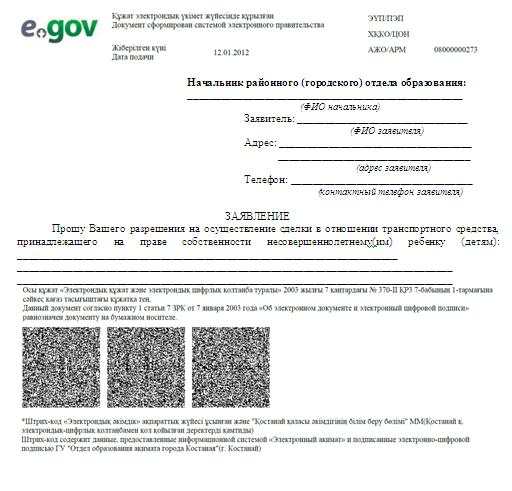 e.gov
Құжат электрондық үкімет жүйесінде құрылған
Документ сформирован системой электронного правительства
ЭҮП/ПЭП
ХҚКО/ЦОН
Жіберілген күні
Дата подачи
12.01.2012
АЖО/АРМ 08000000273
Начальник районного (городского) отдела образования:
(ФИО начальника)
Заявитель:
(ФИО заявителя)
Адрес:
(адрес заявителя)
Телефон:
(контактный телефон заявителя)
ЗАЯВЛЕНИЕ
Прошу Вашего разрешения на осуществление сделки в отношении транспортного средства,
принадлежащего на праве собственности несовершеннолетнему(им) ребенку (детям):
Осы құжат «Электрондық құжат және электрондық цифрлық қолтаңба туралы» 2003 жылғы 7 қаңтардағы № 370-II ҚРЗ 7-бабының 1-тармағына
сәйкес қағаз тасығыштағы құжатқа тең.
Данный документ согласно пункту 1 статьи 7 ЗРК от 7 января 2003 года «Об электронном документе и электронной цифровой подписи»
равнозначен документу на бумажном носителе.
*Штрих-код «Электрондық әкімдік» ақпараттық жүйесі ұсынған және "Қостанай қаласы әкімдігінің білім беру бөлімі" ММ(Қостанай қ.
электрондық-цифрлық қолтаңбамен қол қойылған деректерді қамтиды)
Штрих-код содержит данные, предоставленные информационной системой «Электронный акимат» и подписанные электронно-цифровой
подписью ГУ "Отдел образования акимата города Костаная"(г. Костанай)